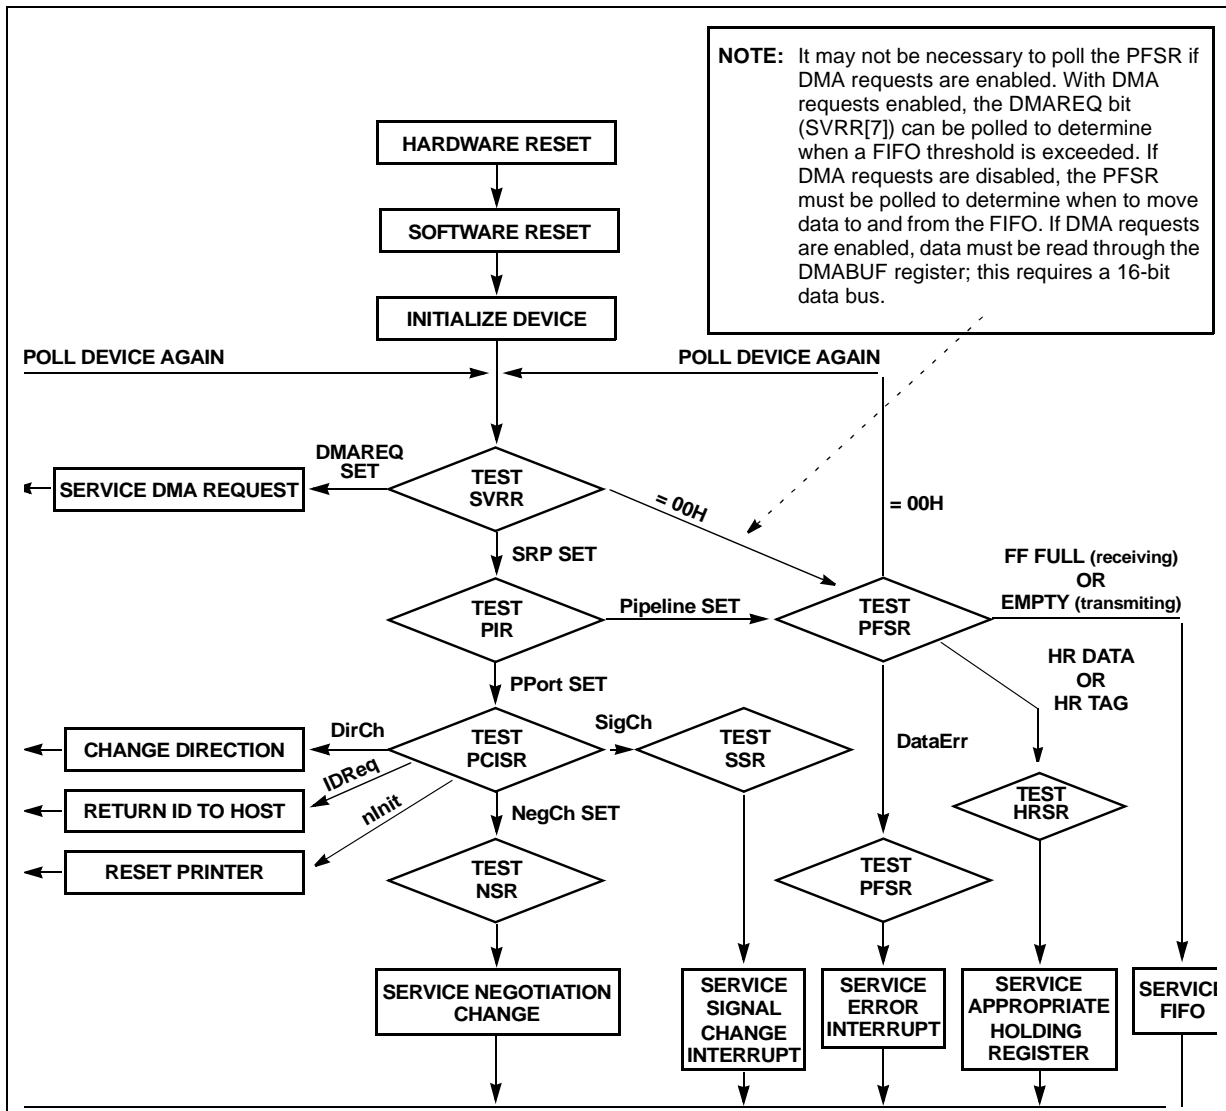 NOTE: It may not be necessary to poll the PFSR if
DMA requests are enabled. With DMA
requests enabled, the DMAREQ bit
(SVRR[7]) can be polled to determine
when a FIFO threshold is exceeded. If
DMA requests are disabled, the PFSR
must be polled to determine when to move
data to and from the FIFO. If DMA requests
are enabled, data must be read through the
DMABUF register; this requires a 16-bit
data bus.
HARDWARE RESET
SOFTWARE RESET
INITIALIZE DEVICE
POLL DEVICE AGAIN
POLL DEVICE AGAIN
DMAREQ
SET
SERVICE DMA REQUEST
TEST
SVRR
= 00H
= 00H
SRP SET
FF FULL (receiving)
OR
EMPTY (transmiting)
TEST
PIR
Pipeline SET
TEST
PFSR
PPort SET
HR DATA
OR
HR TAG
DirCh
CHANGE DIRECTION
TEST
PCISR
SigCh
TEST
SSR
DataErr
IDReq
RETURN ID TO HOST
nInit
NegCh SET
TEST
HRSR
RESET PRINTER
TEST
NSR
TEST
PFSR
SERVICE NEGOTIATION
CHANGE
SERVICE
SIGNAL
CHANGE
INTERRUPT
SERVICE
ERROR
INTERRUPT
SERVICE
APPROPRIATE
HOLDING
REGISTER
SERVICE
FIFO